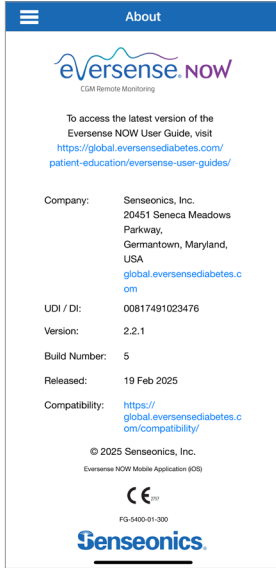 About
eversense. NOW
CGM Remote Monitoring
To access the latest version of the
Eversense NOW User Guide, visit
https://global.eversensediabetes.com/
patient-education/eversense-user-guides/
Company: Senseonics, Inc.
20451 Seneca Meadows
Parkway,
Germantown, Maryland,
USA
global.eversensediabetes.c
om
UDI / DI: 00817491023476
Version: 2.2.1
Build Number: 5
Released: 19 Feb 2025
Compatibility: https://
global.eversensediabetes.c
om/compatibility/
© 2025 Senseonics, Inc.
Eversense NOW Mobile Application (iOS)
CE
FG-5400-01-300
Senseonics.